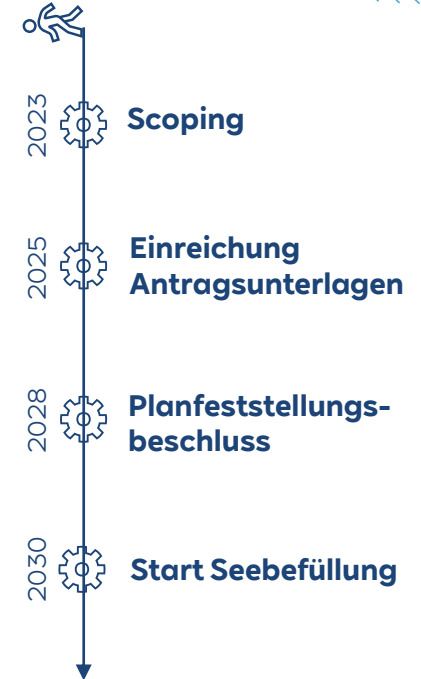 2023
Scoping
2025
Einreichung
Antragsunterlagen
2028
Planfeststellungs-
beschluss
2030
Start Seebefüllung